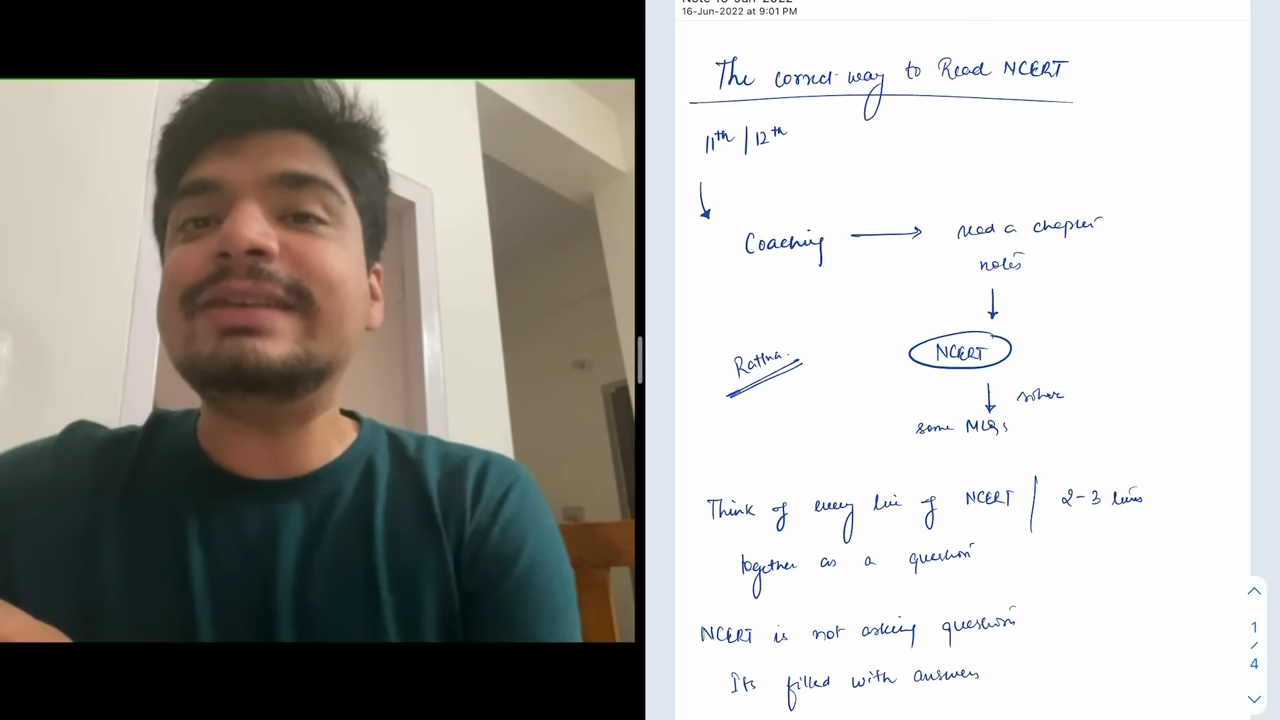 16-Jun-2022 at 9:01 PM
The correct way to Read NCERT
11th / 12th
Coaching → read a chapter
notes
NCERT
Rattna.
solve
some MCQs
Think of every line of NCERT / 2-3 lines
together as a question
NCERT is not asking questions
Its filled with answers
1
/
4